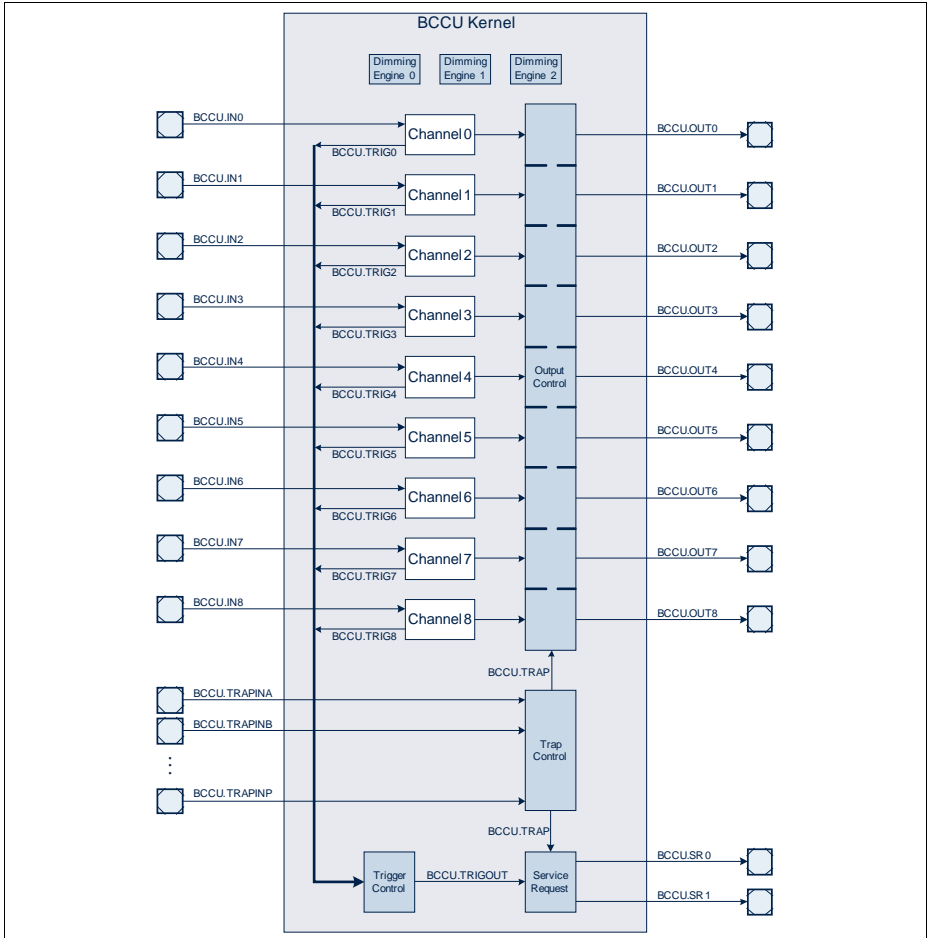 BCCU Kernel
Dimming
Engine 0
Dimming
Engine 1
Dimming
Engine 2
BCCU.IN0
Channel 0
BCCU.TRIG0
BCCU.OUT0
BCCU.IN1
Channel 1
BCCU.TRIG1
BCCU.OUT1
BCCU.IN2
Channel 2
BCCU.TRIG2
BCCU.OUT2
BCCU.IN3
Channel 3
BCCU.TRIG3
BCCU.OUT3
BCCU.IN4
Channel 4
BCCU.TRIG4
Output
Control
BCCU.OUT4
BCCU.IN5
Channel 5
BCCU.TRIG5
BCCU.OUT5
BCCU.IN6
Channel 6
BCCU.TRIG6
BCCU.OUT6
BCCU.IN7
Channel 7
BCCU.TRIG7
BCCU.OUT7
BCCU.IN8
Channel 8
BCCU.TRIG8
BCCU.OUT8
BCCU.TRAP
BCCU.TRAPINA
BCCU.TRAPINB
Trap
Control
BCCU.TRAPINP
BCCU.TRAP
Trigger
Control
BCCU.TRIGOUT
Service
Request
BCCU.SR0
BCCU.SR1